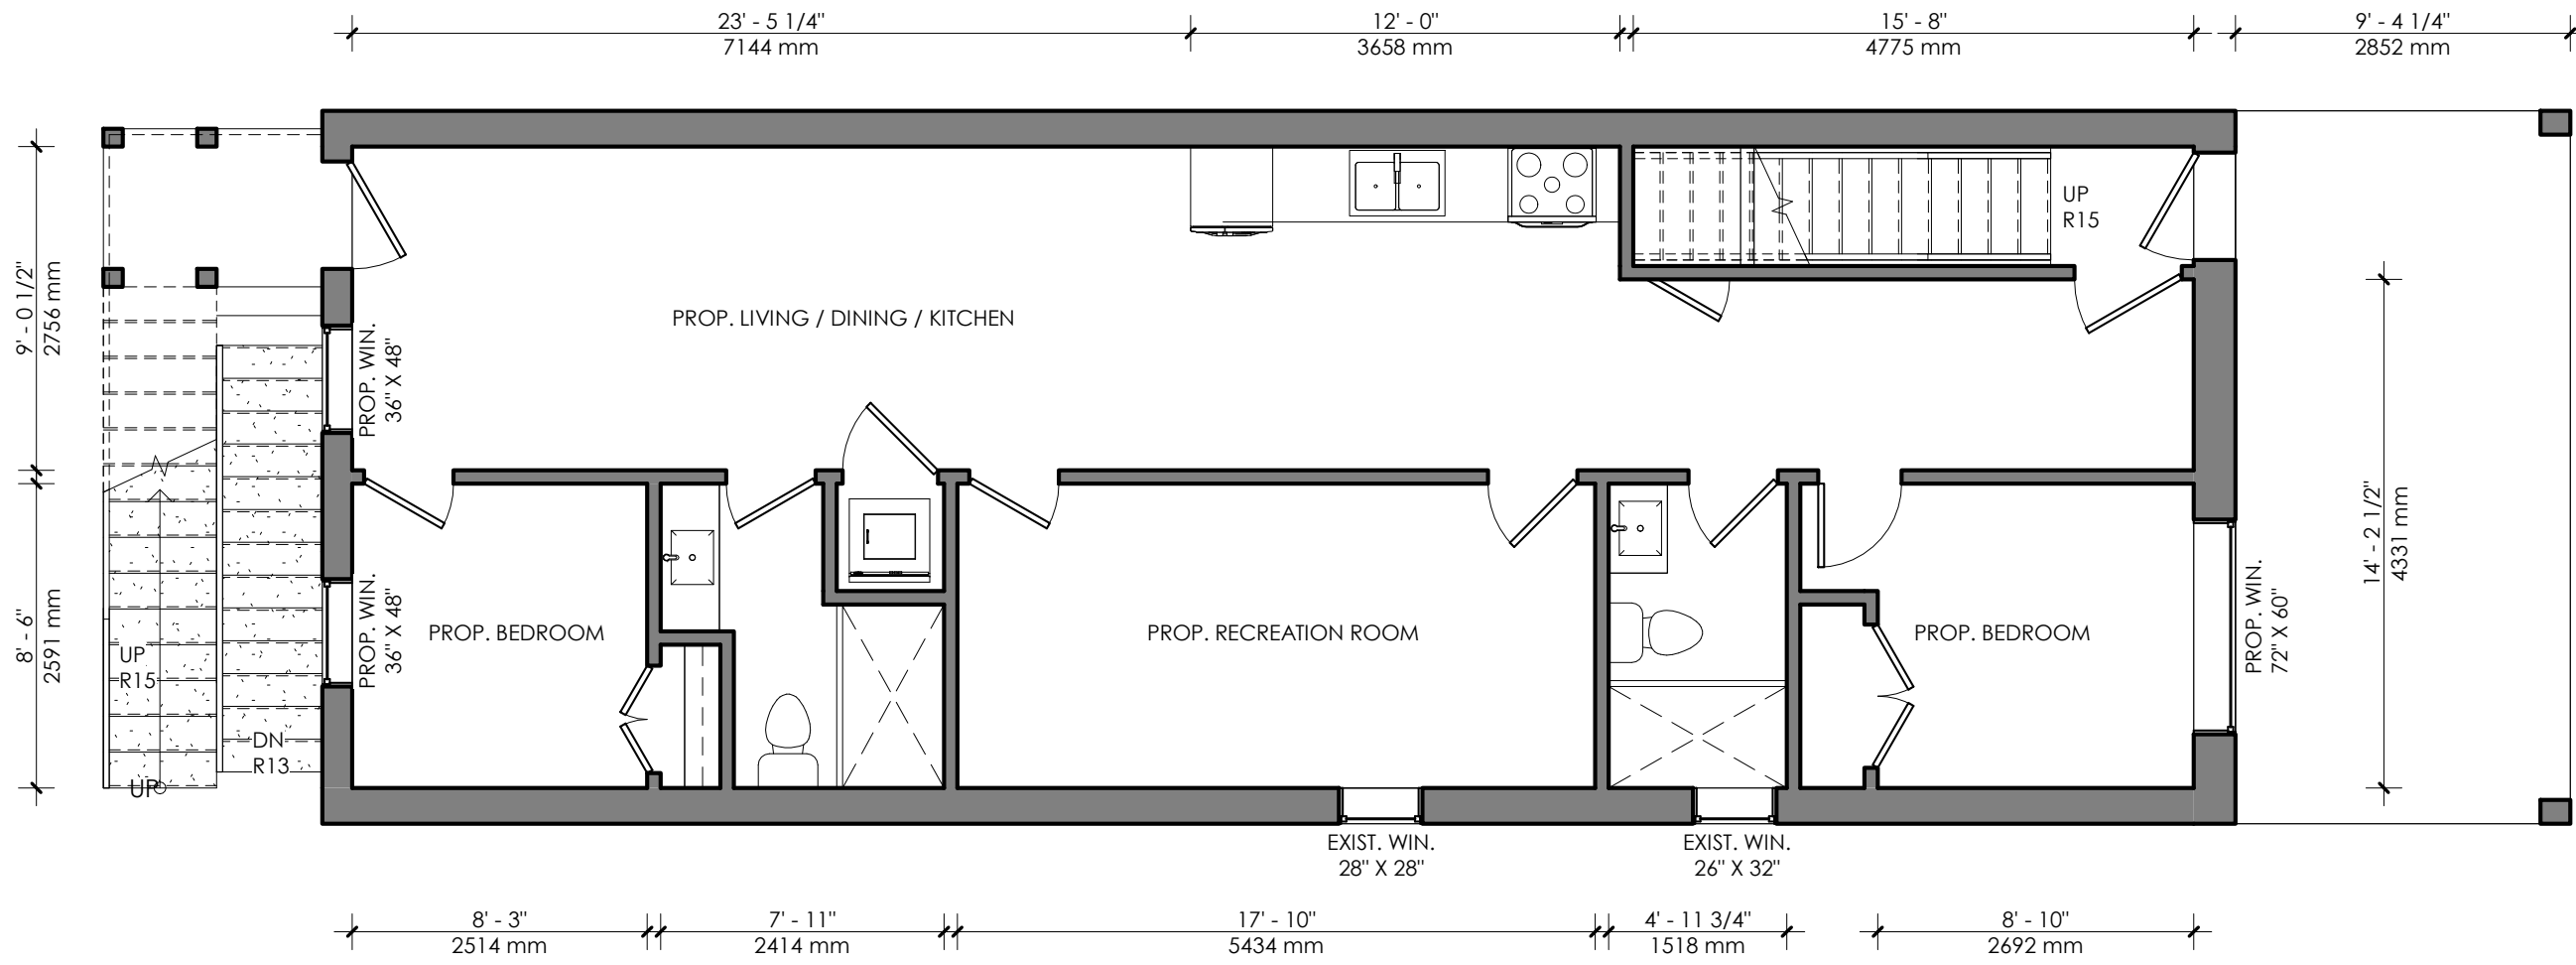 23' - 5 1/4"
7144 mm
12' - 0"
3658 mm
15' - 8"
4775 mm
9' - 4 1/4"
2852 mm
UP
R15
9' - 0 1/2"
2756 mm
PROP. WIN.
36" X 48"
PROP. LIVING / DINING / KITCHEN
14' - 2 1/2"
4331 mm
8' - 6"
2591 mm
UP
R15
DN
R13
UP
PROP. WIN.
36" X 48"
PROP. BEDROOM
PROP. RECREATION ROOM
PROP. BEDROOM
PROP. WIN.
72" X 60"
EXIST. WIN.
28" X 28"
EXIST. WIN.
26" X 32"
8' - 3"
2514 mm
7' - 11"
2414 mm
17' - 10"
5434 mm
4' - 11 3/4"
1518 mm
8' - 10"
2692 mm